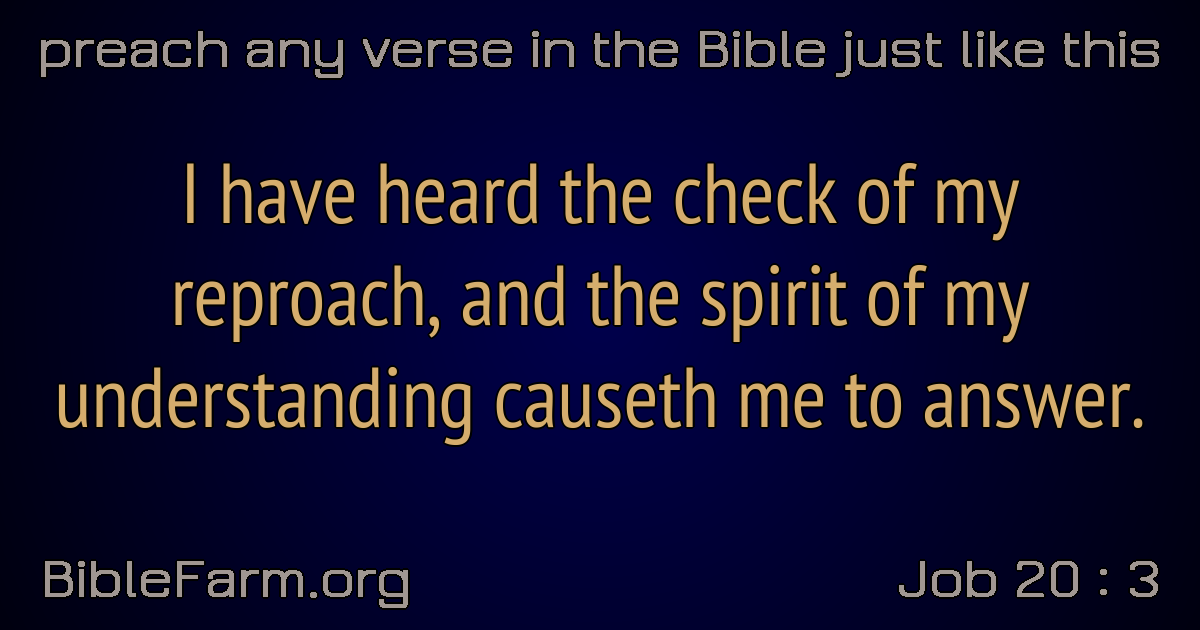 preach any verse in the Bible just like this
I have heard the check of my
reproach, and the spirit of my
understanding causeth me to answer.
BibleFarm.org
Job 20 : 3